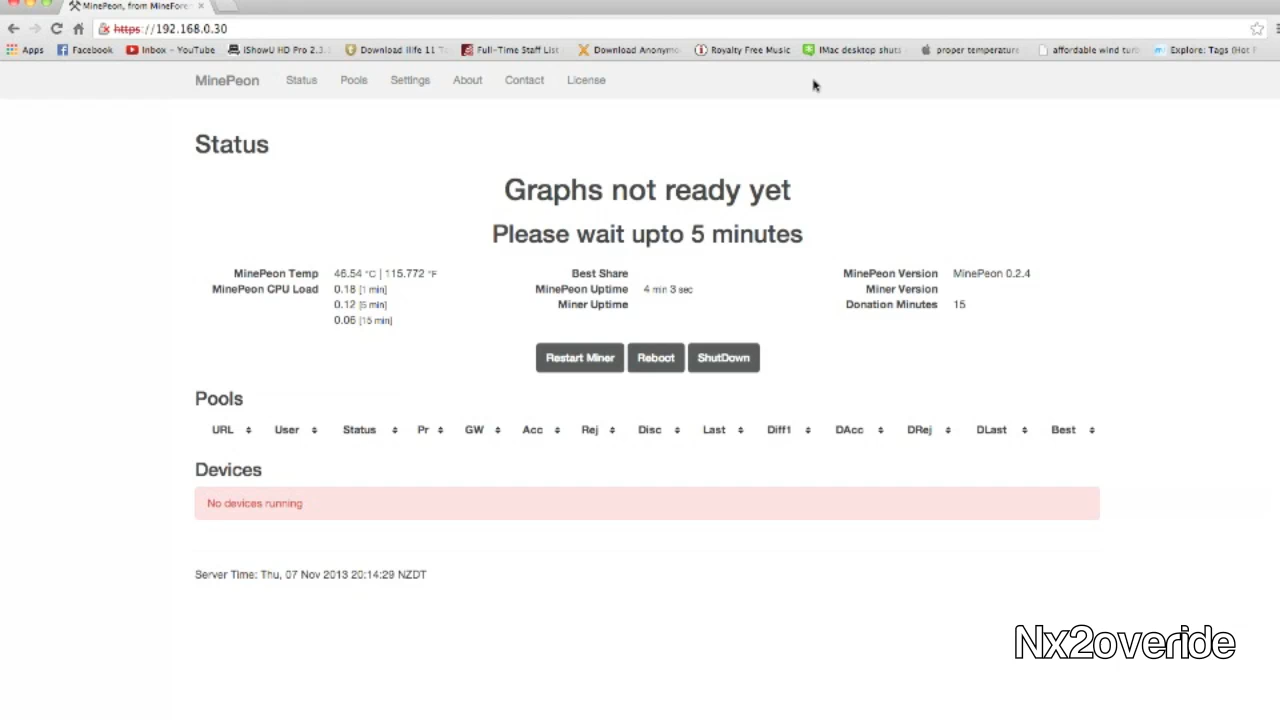 MinePeon, from MineFore
https://192.168.0.30
Apps Facebook Inbox - YouTube iShowU HD Pro 2.3. Download ilife 11 Full-Time Staff List Download Anonymo Royalty Free Music iMac desktop shuts proper temperature affordable wind turb Explore: Tags (Hot
MinePeon Status Pools Settings About Contact License
Status
Graphs not ready yet
Please wait upto 5 minutes
MinePeon Temp 46.54 °C | 115.772 °F Best Share MinePeon Version MinePeon 0.2.4
MinePeon CPU Load 0.18 [1 min] MinePeon Uptime 4 min 3 sec Miner Version
0.12 [5 min] Miner Uptime Donation Minutes 15
0.06 [15 min]
Restart Miner Reboot ShutDown
Pools
URL User Status Pr GW Acc Rej Disc Last Diff1 DAcc DRej DLast Best
Devices
No devices running
Server Time: Thu, 07 Nov 2013 20:14:29 NZDT
Nx2overide